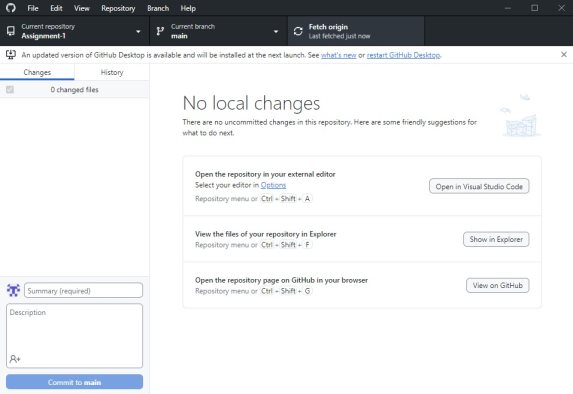 File Edit View Repository Branch Help
Current repository
Assignment-1
Current branch
main
Fetch origin
Last fetched just now
An updated version of GitHub Desktop is available and will be installed at the next launch. See what's new or restart GitHub Desktop.
Changes History
0 changed files
No local changes
There are no uncommitted changes in this repository. Here are some friendly suggestions for
what to do next.
Open the repository in your external editor
Select your editor in Options
Repository menu or Ctrl + Shift + A
Open in Visual Studio Code
View the files of your repository in Explorer
Repository menu or Ctrl + Shift + F
Show in Explorer
Open the repository page on GitHub in your browser
Repository menu or Ctrl + Shift + G
View on GitHub
Summary (required)
Description
Commit to main